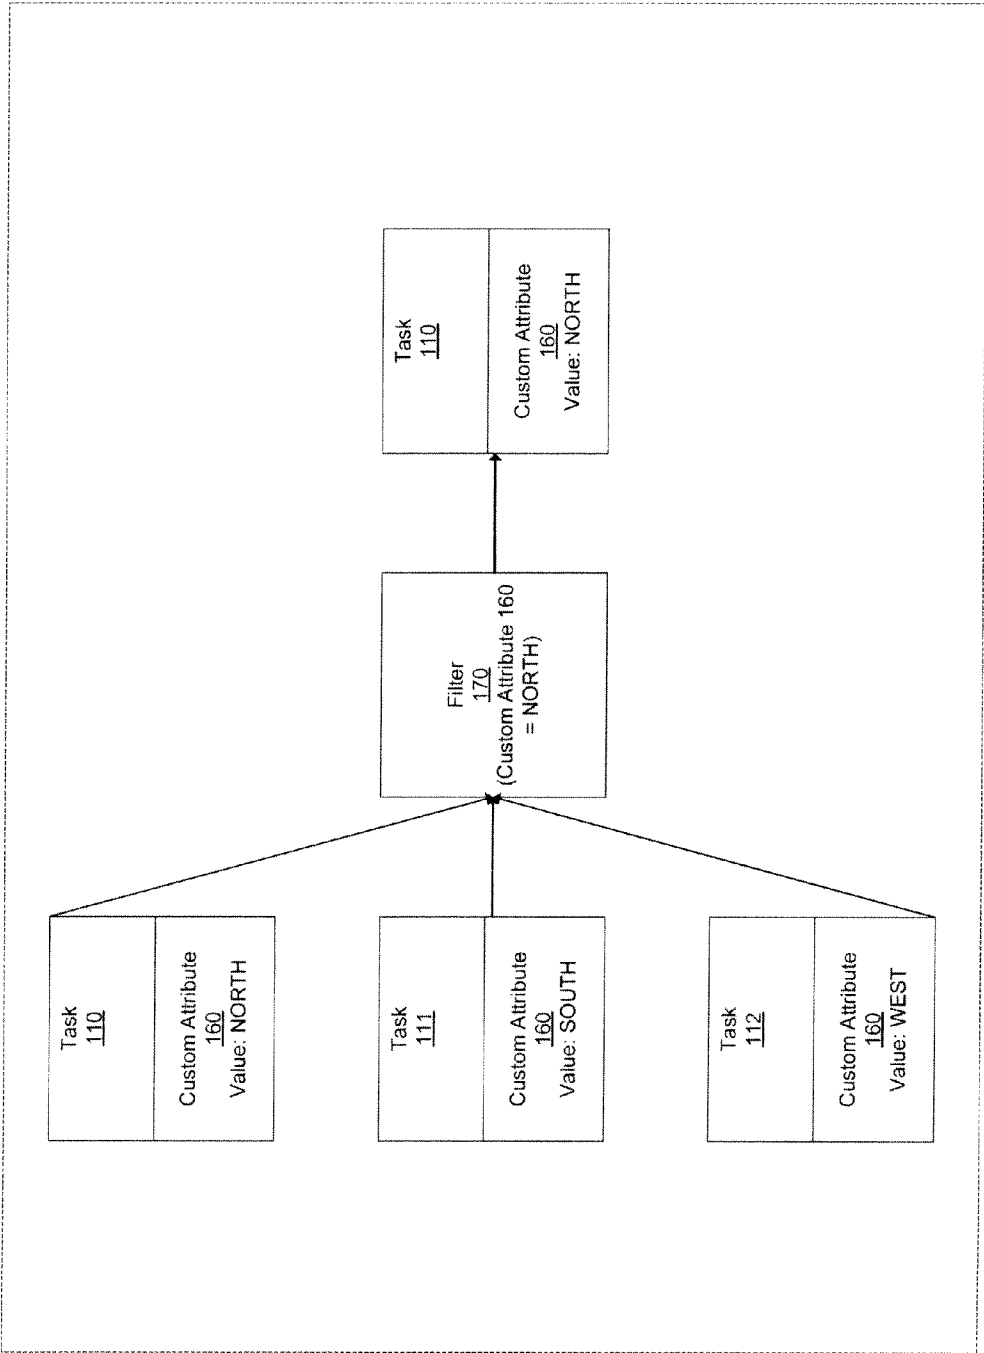 Task
110
Custom Attribute
160
Value: NORTH
Task
111
Custom Attribute
160
Value: SOUTH
Task
112
Custom Attribute
160
Value: WEST
Filter
170
(Custom Attribute 160
= NORTH)
Task
110
Custom Attribute
160
Value: NORTH